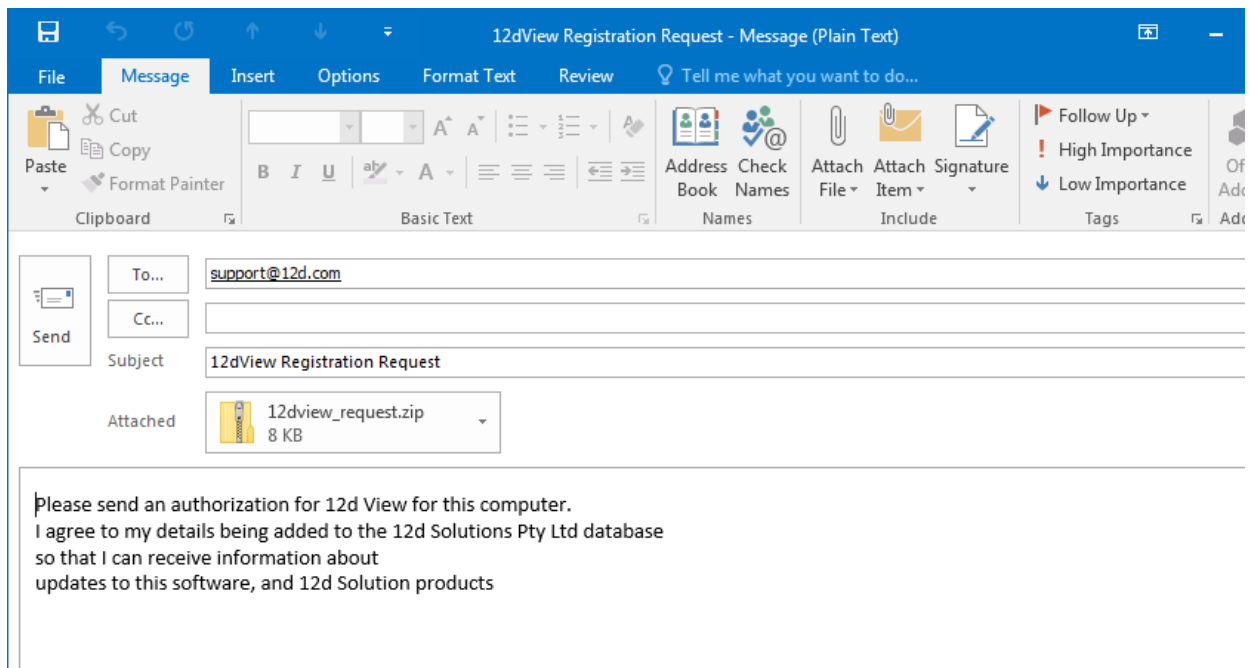 12dView Registration Request - Message (Plain Text)
File Message Insert Options Format Text Review Tell me what you want to do...
Paste
Cut
Copy
Format Painter
Clipboard
B I U
Basic Text
Address Book
Check Names
Names
Attach File
Attach Item
Signature
Include
Follow Up
High Importance
Low Importance
Tags
Send
To... support@12d.com
Cc...
Subject 12dView Registration Request
Attached 12dview_request.zip
8 KB
Please send an authorization for 12d View for this computer.
I agree to my details being added to the 12d Solutions Pty Ltd database
so that I can receive information about
updates to this software, and 12d Solution products